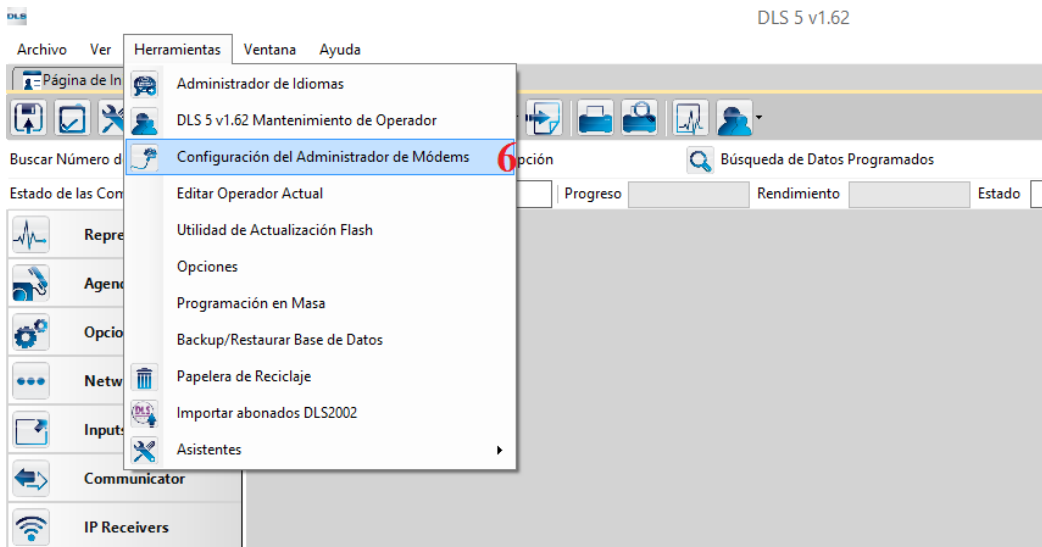 DLS
DLS 5 v1.62
Archivo Ver Herramientas Ventana Ayuda
Página de In
Administrador de Idiomas
DLS 5 v1.62 Mantenimiento de Operador
Buscar Número d
Configuración del Administrador de Módems 6
pción
Búsqueda de Datos Programados
Estado de las Com
Editar Operador Actual
Progreso
Rendimiento
Estado
Repre
Utilidad de Actualización Flash
Opciones
Agen
Programación en Masa
Opcio
Backup/Restaurar Base de Datos
Netw
Papelera de Reciclaje
DLS
Importar abonados DLS2002
Inputs
Asistentes
Communicator
IP Receivers